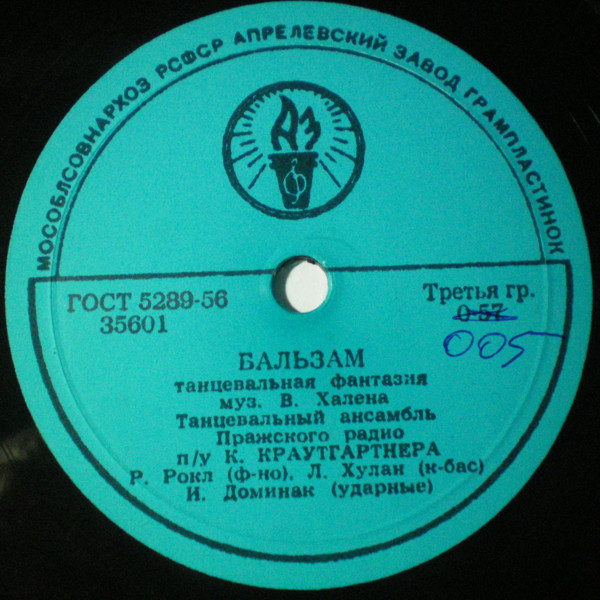 МОСОБЛСОВНАРХОЗ РСФСР АПРЕЛЕВСКИЙ ЗАВОД ГРАМПЛАСТИНОК
АЗ
Ф
ГОСТ 5289-56
35601
Третья гр.
0-57
005
БАЛЬЗАМ
танцевальная фантазия
муз. В. Халена
Танцевальный ансамбль
Пражского радио
п/у К. КРАУТГАРТНЕРА
Р. Рокл (ф-но), Л. Хулан (к-бас)
И. Доминак (ударные)